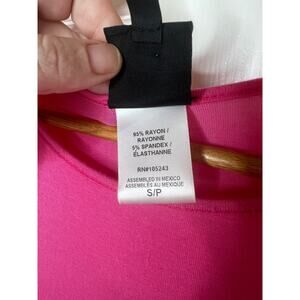 95% RAYON /
RAYONNE
5% SPANDEX /
ÉLASTHANNE
RN#105243
ASSEMBLED IN MEXICO
ASSEMBLÉS AU MEXIQUE
S/P